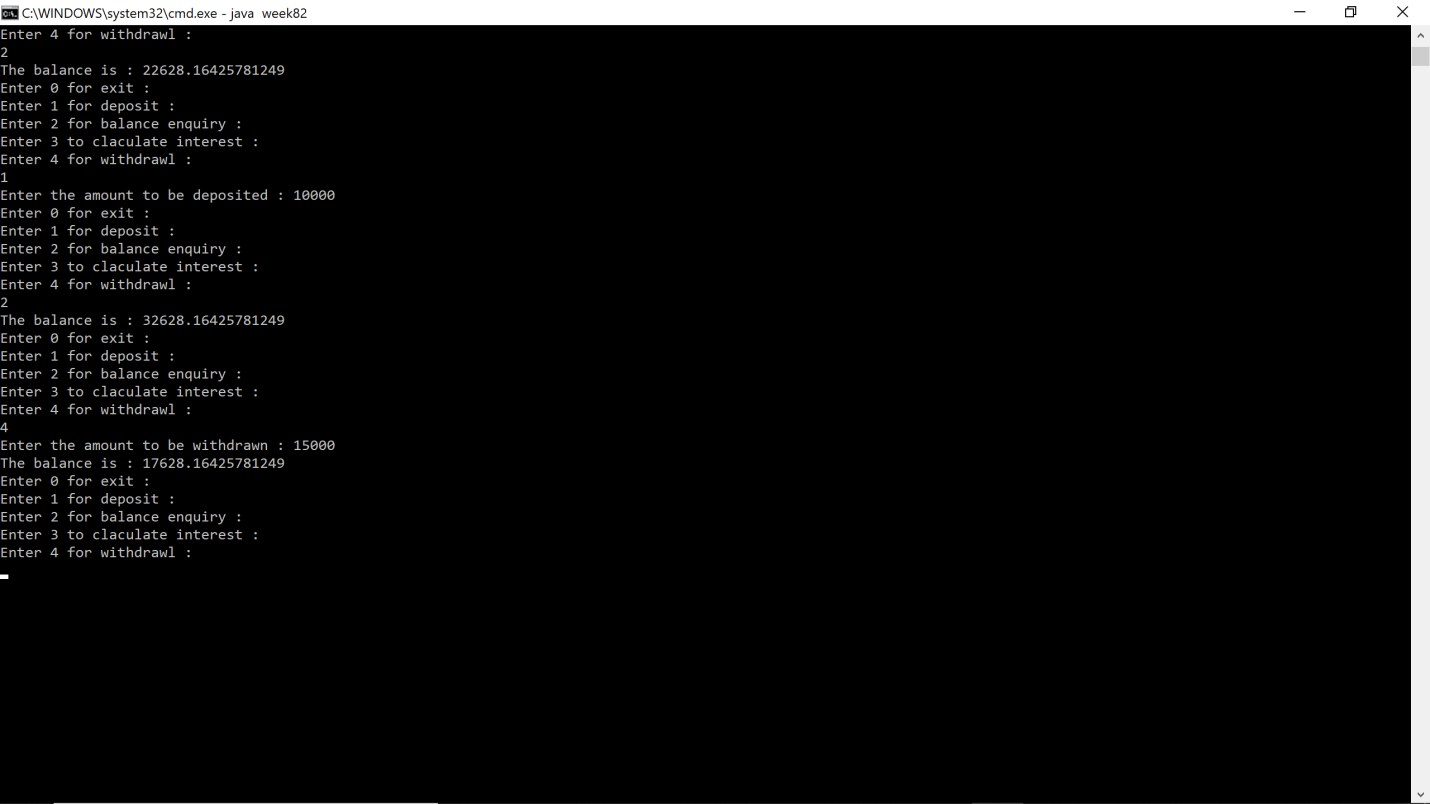 C:\WINDOWS\system32\cmd.exe - java  week82
Enter 4 for withdrawl :
2
The balance is : 22628.16425781249
Enter 0 for exit :
Enter 1 for deposit :
Enter 2 for balance enquiry :
Enter 3 to claculate interest :
Enter 4 for withdrawl :
1
Enter the amount to be deposited : 10000
Enter 0 for exit :
Enter 1 for deposit :
Enter 2 for balance enquiry :
Enter 3 to claculate interest :
Enter 4 for withdrawl :
2
The balance is : 32628.16425781249
Enter 0 for exit :
Enter 1 for deposit :
Enter 2 for balance enquiry :
Enter 3 to claculate interest :
Enter 4 for withdrawl :
4
Enter the amount to be withdrawn : 15000
The balance is : 17628.16425781249
Enter 0 for exit :
Enter 1 for deposit :
Enter 2 for balance enquiry :
Enter 3 to claculate interest :
Enter 4 for withdrawl :